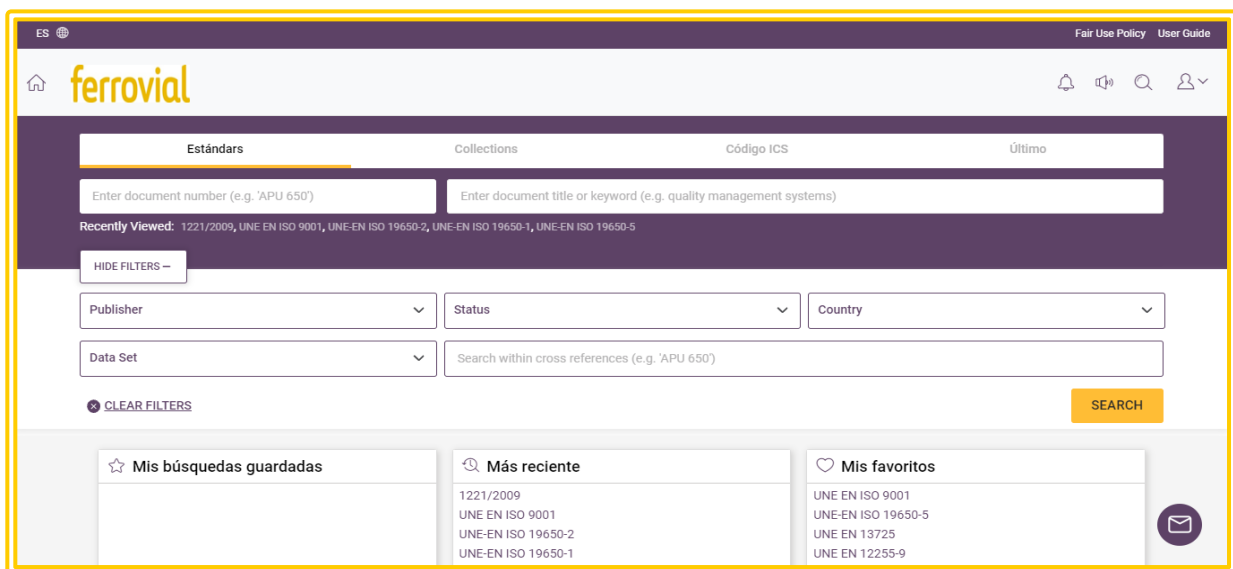 ES
Fair Use Policy User Guide
ferrovial
Estándars Collections Código ICS Último
Enter document number (e.g. 'APU 650') Enter document title or keyword (e.g. quality management systems)
Recently Viewed: 1221/2009, UNE EN ISO 9001, UNE-EN ISO 19650-2, UNE-EN ISO 19650-1, UNE-EN ISO 19650-5
HIDE FILTERS –
Publisher Status Country
Data Set Search within cross references (e.g. 'APU 650')
CLEAR FILTERS SEARCH
Mis búsquedas guardadas
Más reciente
1221/2009
UNE EN ISO 9001
UNE-EN ISO 19650-2
UNE-EN ISO 19650-1
Mis favoritos
UNE EN ISO 9001
UNE-EN ISO 19650-5
UNE EN 13725
UNE EN 12255-9